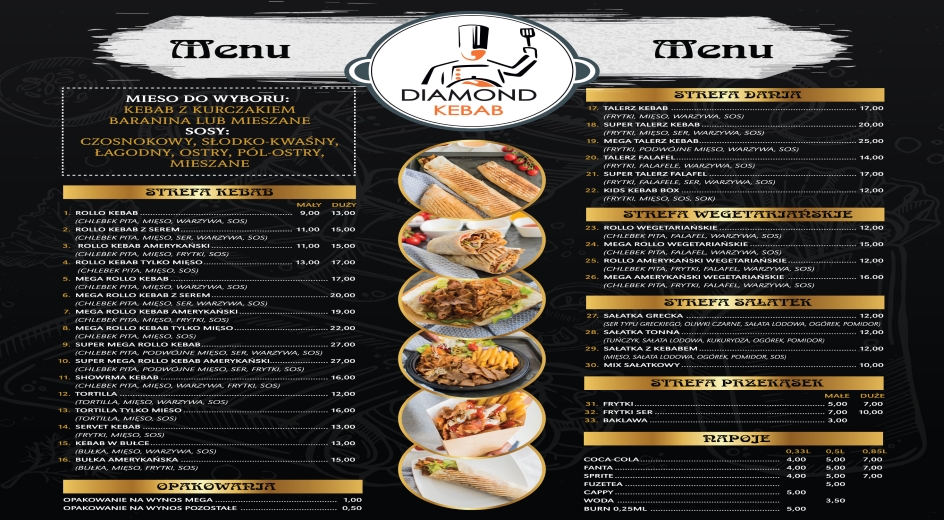 Menu
Menu
DIAMOND
KEBAB
MIESO DO WYBORU:
KEBAB Z KURCZAKIEM
BARANINA LUB MIESZANE
SOSY:
CZOSNOKOWY, SŁODKO-KWAŚNY,
ŁAGODNY, OSTRY, PÓL-OSTRY,
MIESZANE
STREFA KEBAB
MAŁY DUŻY
1. ROLLO KEBAB 9,00 13,00
(CHLEBEK PITA, MIĘSO, WARZYWA, SOS)
2. ROLLO KEBAB Z SEREM 11,00 15,00
(CHLEBEK PITA, MIĘSO, SER, WARZYWA, SOS)
3. ROLLO KEBAB AMERYKAŃSKI 11,00 15,00
(CHLEBEK PITA, MIĘSO, FRYTKI, SOS)
4. ROLLO KEBAB TYLKO MIĘSO 13,00 17,00
(CHLEBEK PITA, MIĘSO, SOS)
5. MEGA ROLLO KEBAB 17,00
(CHLEBEK PITA, MIĘSO, WARZYWA, SOS)
6. MEGA ROLLO KEBAB Z SEREM 20,00
(CHLEBEK PITA, MIĘSO, SER, WARZYWA, SOS)
7. MEGA ROLLO KEBAB AMERYKAŃSKI 19,00
(CHLEBEK PITA, MIĘSO, FRYTKI, SOS)
8. MEGA ROLLO KEBAB TYLKO MIĘSO 22,00
(CHLEBEK PITA, MIĘSO, SOS)
9. SUPER MEGA ROLLO KEBAB 27,00
(CHLEBEK PITA, PODWÓJNE MIĘSO, SER, WARZYWA, SOS)
10. SUPER MEGA ROLLO KEBAB AMERYKAŃSKI 27,00
(CHLEBEK PITA, PODWÓJNE MIĘSO, SER, FRYTKI, SOS)
11. SHOWRMA KEBAB 16,00
(CHLEBEK PITA, MIĘSO, WARZYWA, FRYTKI, SOS)
12. TORTILLA 12,00
(TORTILLA, MIĘSO, WARZYWA, SOS)
13. TORTILLA TYLKO MIESO 16,00
(TORTILLA, MIĘSO, SOS)
14. SERVET KEBAB 13,00
(FRYTKI, MIĘSO, SOS)
15. KEBAB W BUŁCE 13,00
(BUŁKA, MIĘSO, WARZYWA, SOS)
16. BUŁKA AMERYKAŃSKA 15,00
(BUŁKA, MIĘSO, FRYTKI, SOS)
OPAKOWANIA
OPAKOWANIE NA WYNOS MEGA 1,00
OPAKOWANIE NA WYNOS POZOSTAŁE 0,50
STREFA DANIA
17. TALERZ KEBAB 17,00
(FRYTKI, MIĘSO, WARZYWA, SOS)
18. SUPER TALERZ KEBAB 20,00
(FRYTKI, MIĘSO, SER, WARZYWA, SOS)
19. MEGA TALERZ KEBAB 25,00
(FRYTKI, PODWÓJNE MIĘSO, WARZYWA, SOS)
20. TALERZ FALAFEL 14,00
(FRYTKI, FALAFELE, WARZYWA, SOS)
21. SUPER TALERZ FALAFEL 17,00
(FRYTKI, FALAFELE, SER, WARZYWA, SOS)
22. KIDS KEBAB BOX 12,00
(FRYTKI, MIĘSO, SOS, SOK)
STREFA WEGETARIAŃSKIE
23. ROLLO WEGETARIAŃSKIE 12,00
(CHLEBEK PITA, FALAFEL, WARZYWA, SOS)
24. MEGA ROLLO WEGETARIAŃSKIE 15,00
(CHLEBEK PITA, FALAFEL, WARZYWA, SOS)
25. ROLLO AMERYKAŃSKI WEGETARIAŃSKIE 12,00
(CHLEBEK PITA, FRYTKI, FALAFEL, WARZYWA, SOS)
26. MEGA AMERYKAŃSKI WEGETARIAŃSKIE 16.00
(CHLEBEK PITA, FRYTKI, FALAFEL, WARZYWA, SOS)
STREFA SAŁATEK
27. SAŁATKA GRECKA 12,00
(SER TYPU GRECKIEGO, OLIWKI CZARNE, SAŁATA LODOWA, OGÓREK, POMIDOR)
28. SAŁATKA TONNA 12,00
(TUŃCZYK, SAŁATA LODOWA, KUKURYDZA, OGÓREK, POMIDOR)
29. SAŁATKA Z KEBABEM 12,00
(MIĘSO, SAŁATA LODOWA, OGÓREK, POMIDOR, SOS)
30. MIX SAŁATKOWY 10,00
STREFA PRZEKĄSEK
MAŁE DUŻE
31. FRYTKI 5,00 7,00
32. FRYTKI SER 7,00 10,00
33. BAKLAWA 3,00
NAPOJE
0,33L 0,5L 0,85L
COCA-COLA 4,00 5,00 7,00
FANTA 4,00 5,00 7,00
SPRITE 4,00 5,00 7,00
FUZETEA 5,00
CAPPY 5,00
WODA 3,50
BURN 0,25ML 5,00